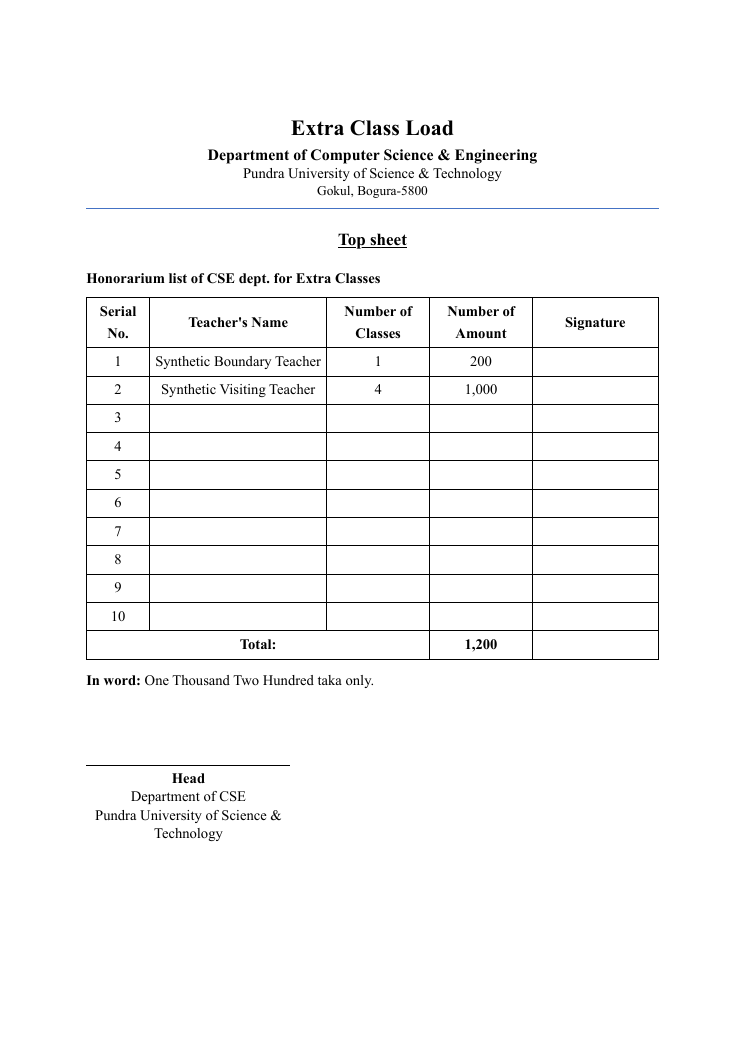 Extra Class Load
Department of Computer Science & Engineering
Pundra University of Science & Technology
Gokul, Bogura-5800
Top sheet
Honorarium list of CSE dept. for Extra Classes
Serial No. Teacher's Name Number of Classes Number of Amount Signature
1 Synthetic Boundary Teacher 1 200
2 Synthetic Visiting Teacher 4 1,000
3
4
5
6
7
8
9
10
Total: 1,200
In word: One Thousand Two Hundred taka only.
Head
Department of CSE
Pundra University of Science &
Technology